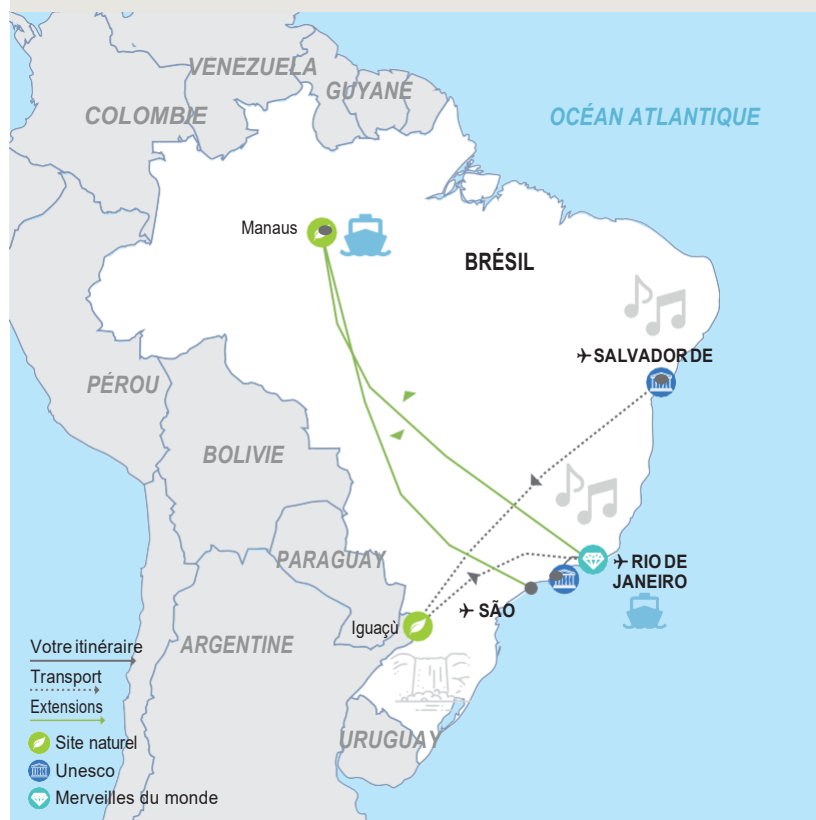 VENEZUELA
GUYANE
COLOMBIE
OCÉAN ATLANTIQUE
Manaus
BRÉSIL
SALVADOR DE
PÉROU
BOLIVIE
PARAGUAY
RIO DE
JANEIRO
SÃO
Iguaçù
ARGENTINE
URUGUAY
Votre itinéraire
Transport
Extensions
Site naturel
Unesco
Merveilles du monde